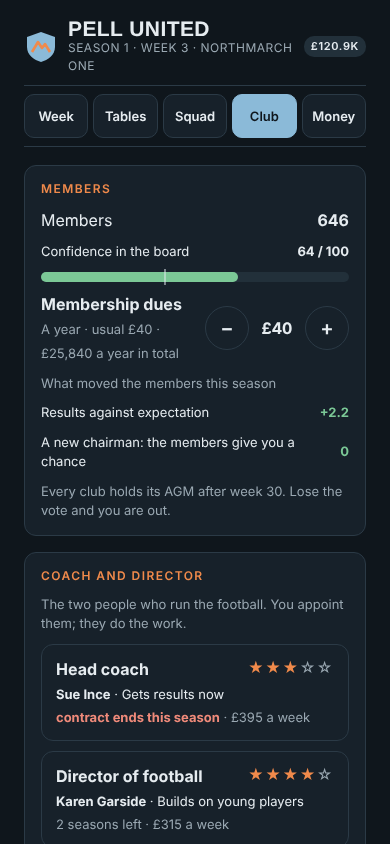 PELL UNITED
SEASON 1 · WEEK 3 · NORTHMARCH
ONE
£120.9K
Week
Tables
Squad
Club
Money
MEMBERS
Members 646
Confidence in the board 64 / 100
Membership dues
A year · usual £40 ·
£25,840 a year in total
− £40 +
What moved the members this season
Results against expectation +2.2
A new chairman: the members give you a
chance 0
Every club holds its AGM after week 30. Lose the
vote and you are out.
COACH AND DIRECTOR
The two people who run the football. You appoint
them; they do the work.
Head coach ★★★☆☆
Sue Ince · Gets results now
contract ends this season · £395 a week
Director of football ★★★★☆
Karen Garside · Builds on young players
2 seasons left · £315 a week